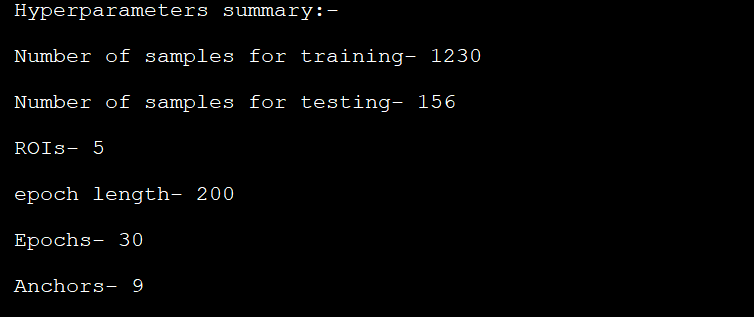 Hyperparameters summary:-
Number of samples for training- 1230
Number of samples for testing- 156
ROIs- 5
epoch length- 200
Epochs- 30
Anchors- 9